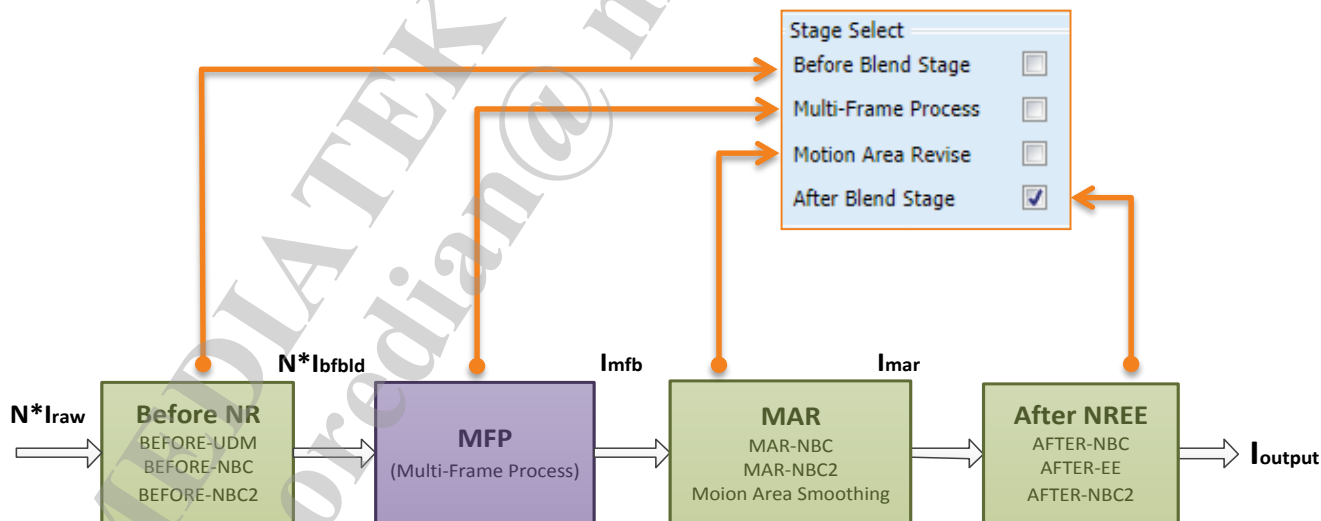 Stage Select
Before Blend Stage
Multi-Frame Process
Motion Area Revise
After Blend Stage
N*Iraw
Before NR
BEFORE-UDM
BEFORE-NBC
BEFORE-NBC2
N*Ibfbld
MFP
(Multi-Frame Process)
Imfb
MAR
MAR-NBC
MAR-NBC2
Moion Area Smoothing
Imar
After NREE
AFTER-NBC
AFTER-EE
AFTER-NBC2
Ioutput
MEDIATEK
oredian@